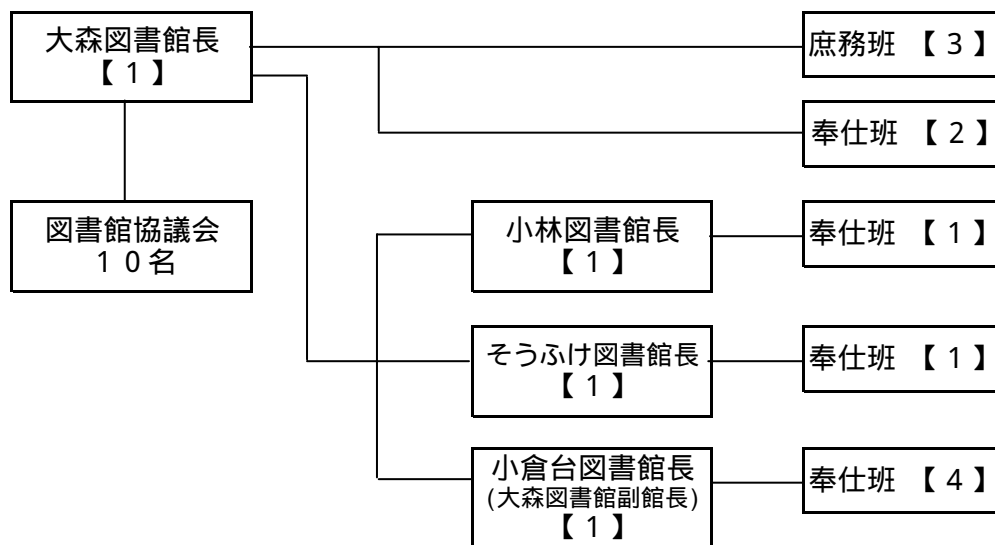 大森図書館長
【１】
庶務班 【３】
奉仕班 【２】
図書館協議会
１０名
小林図書館長
【１】
奉仕班 【１】
そうふけ図書館長
【１】
奉仕班 【１】
小倉台図書館長
(大森図書館副館長)
【１】
奉仕班 【４】